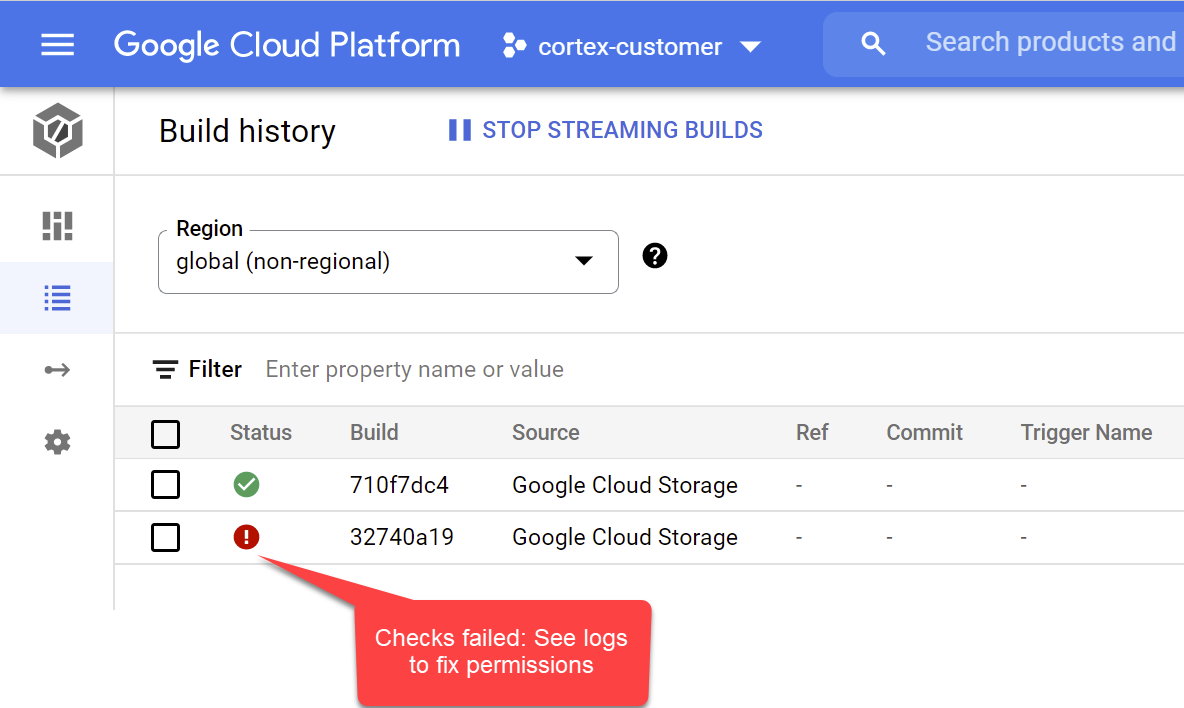 Google Cloud Platform
cortex-customer
Search products and
Build history
STOP STREAMING BUILDS
Region
global (non-regional)
Filter
Enter property name or value
Status Build Source Ref Commit Trigger Name
710f7dc4 Google Cloud Storage - - -
32740a19 Google Cloud Storage - - -
Checks failed: See logs
to fix permissions